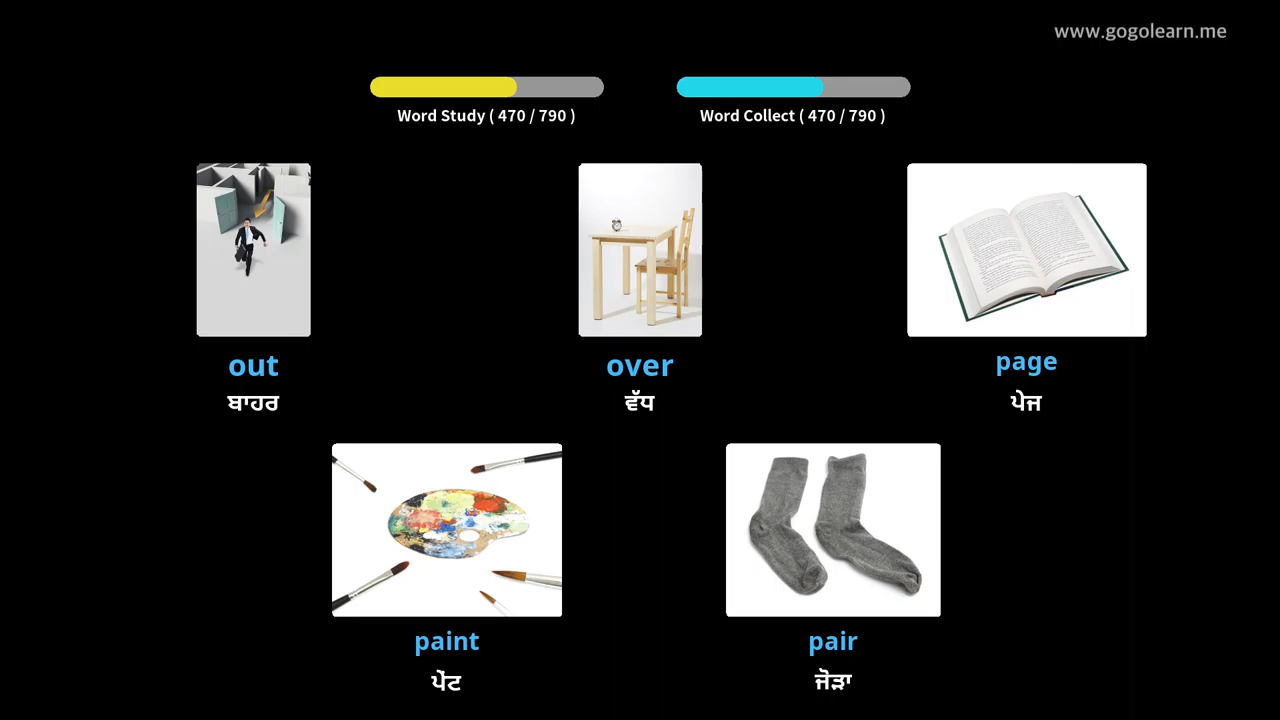 www.gogolearn.me
Word Study ( 470 / 790 )
Word Collect ( 470 / 790 )
out
ਬਾਹਰ
over
ਵੱਧ
page
ਪੇਜ
paint
ਪੇਂਟ
pair
ਜੋੜਾ